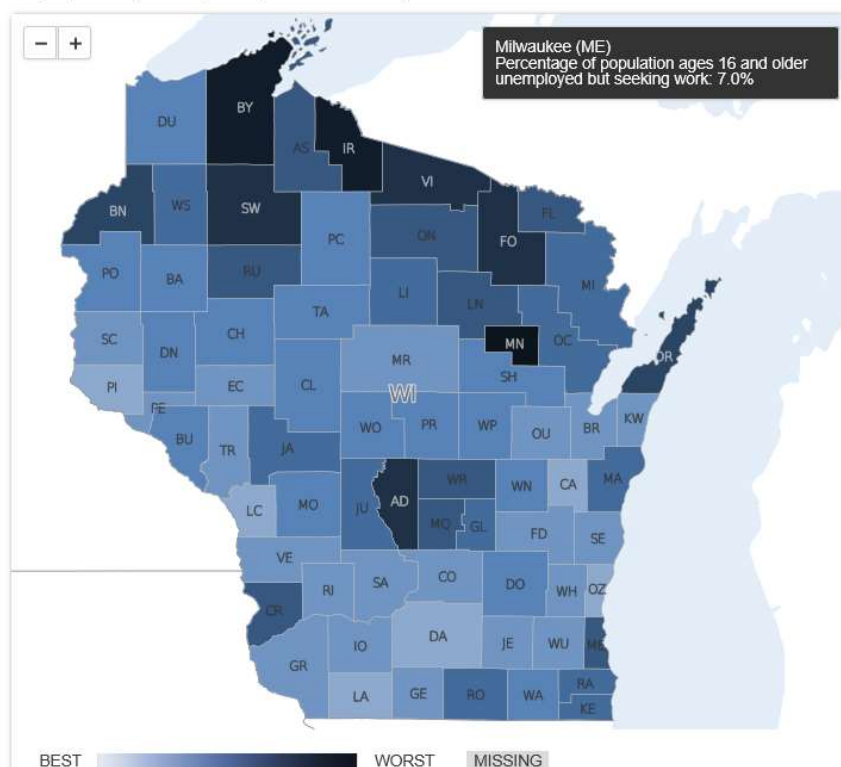 − +
Milwaukee (ME)
Percentage of population ages 16 and older
unemployed but seeking work: 7.0%
DU
BY
AS
IR
VI
BN
WS
SW
PC
ON
FO
FL
PO
BA
RU
LI
LN
MI
TA
OC
SC
DN
CH
MN
MR
SH
DR
PI
EC
CL
WI
PE
BU
TR
JA
WO
PR
WP
OU
BR
KW
LC
MO
JU
AD
WR
MQ
GL
WN
CA
MA
FD
SE
VE
RI
SA
CO
DO
WH
OZ
CR
GR
IO
DA
JE
WU
ME
LA
GE
RO
WA
RA
KE
BEST WORST MISSING